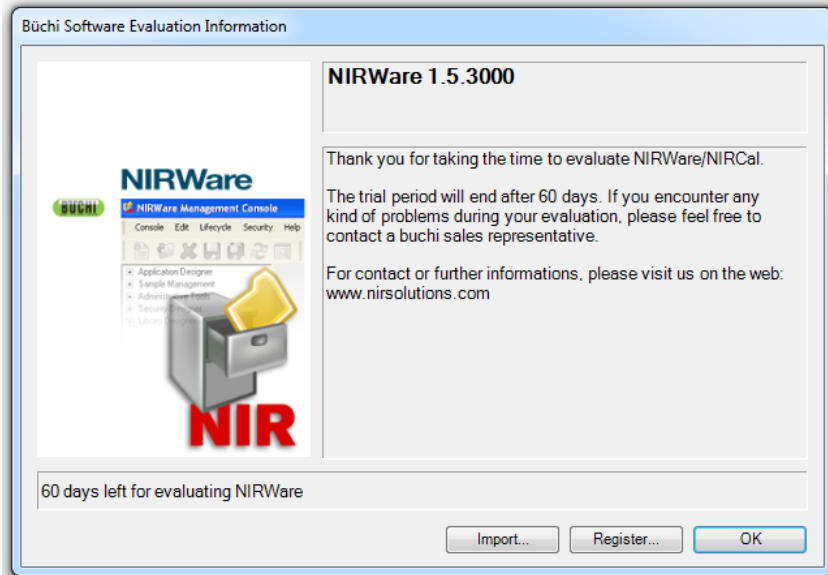 Büchi Software Evaluation Information
NIRWare 1.5.3000
NIRWare
BUCHI
NIRWare Management Console
Console Edit Lifecycle Security Help
Application Designer
Sample Management
Administrative Tools
Security Designer
Library Designer
NIR
Thank you for taking the time to evaluate NIRWare/NIRCal.
The trial period will end after 60 days. If you encounter any
kind of problems during your evaluation, please feel free to
contact a buchi sales representative.
For contact or further informations, please visit us on the web:
www.nirsolutions.com
60 days left for evaluating NIRWare
Import...
Register...
OK